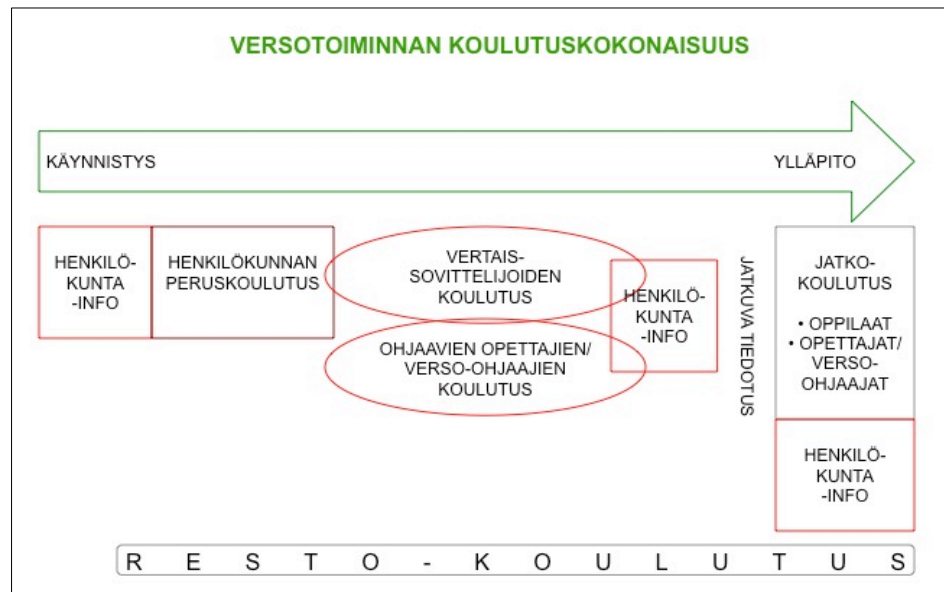 VERSOTOIMINNAN KOULUTUSKOKONAISUUS
KÄYNNISTYS
YLLÄPITO
HENKILÖ-
KUNTA
-INFO
HENKILÖKUNNAN
PERUSKOULUTUS
VERTAIS-
SOVITTELIJOIDEN
KOULUTUS
OHJAAVIEN OPETTAJIEN/
VERSO-OHJAAJIEN
KOULUTUS
HENKILÖ-
KUNTA
-INFO
JATKUVA TIEDOTUS
JATKO-
KOULUTUS
• OPPILAAT
• OPETTAJAT/
VERSO-
OHJAAJAT
HENKILÖ-
KUNTA
-INFO
R E S T O - K O U L U T U S